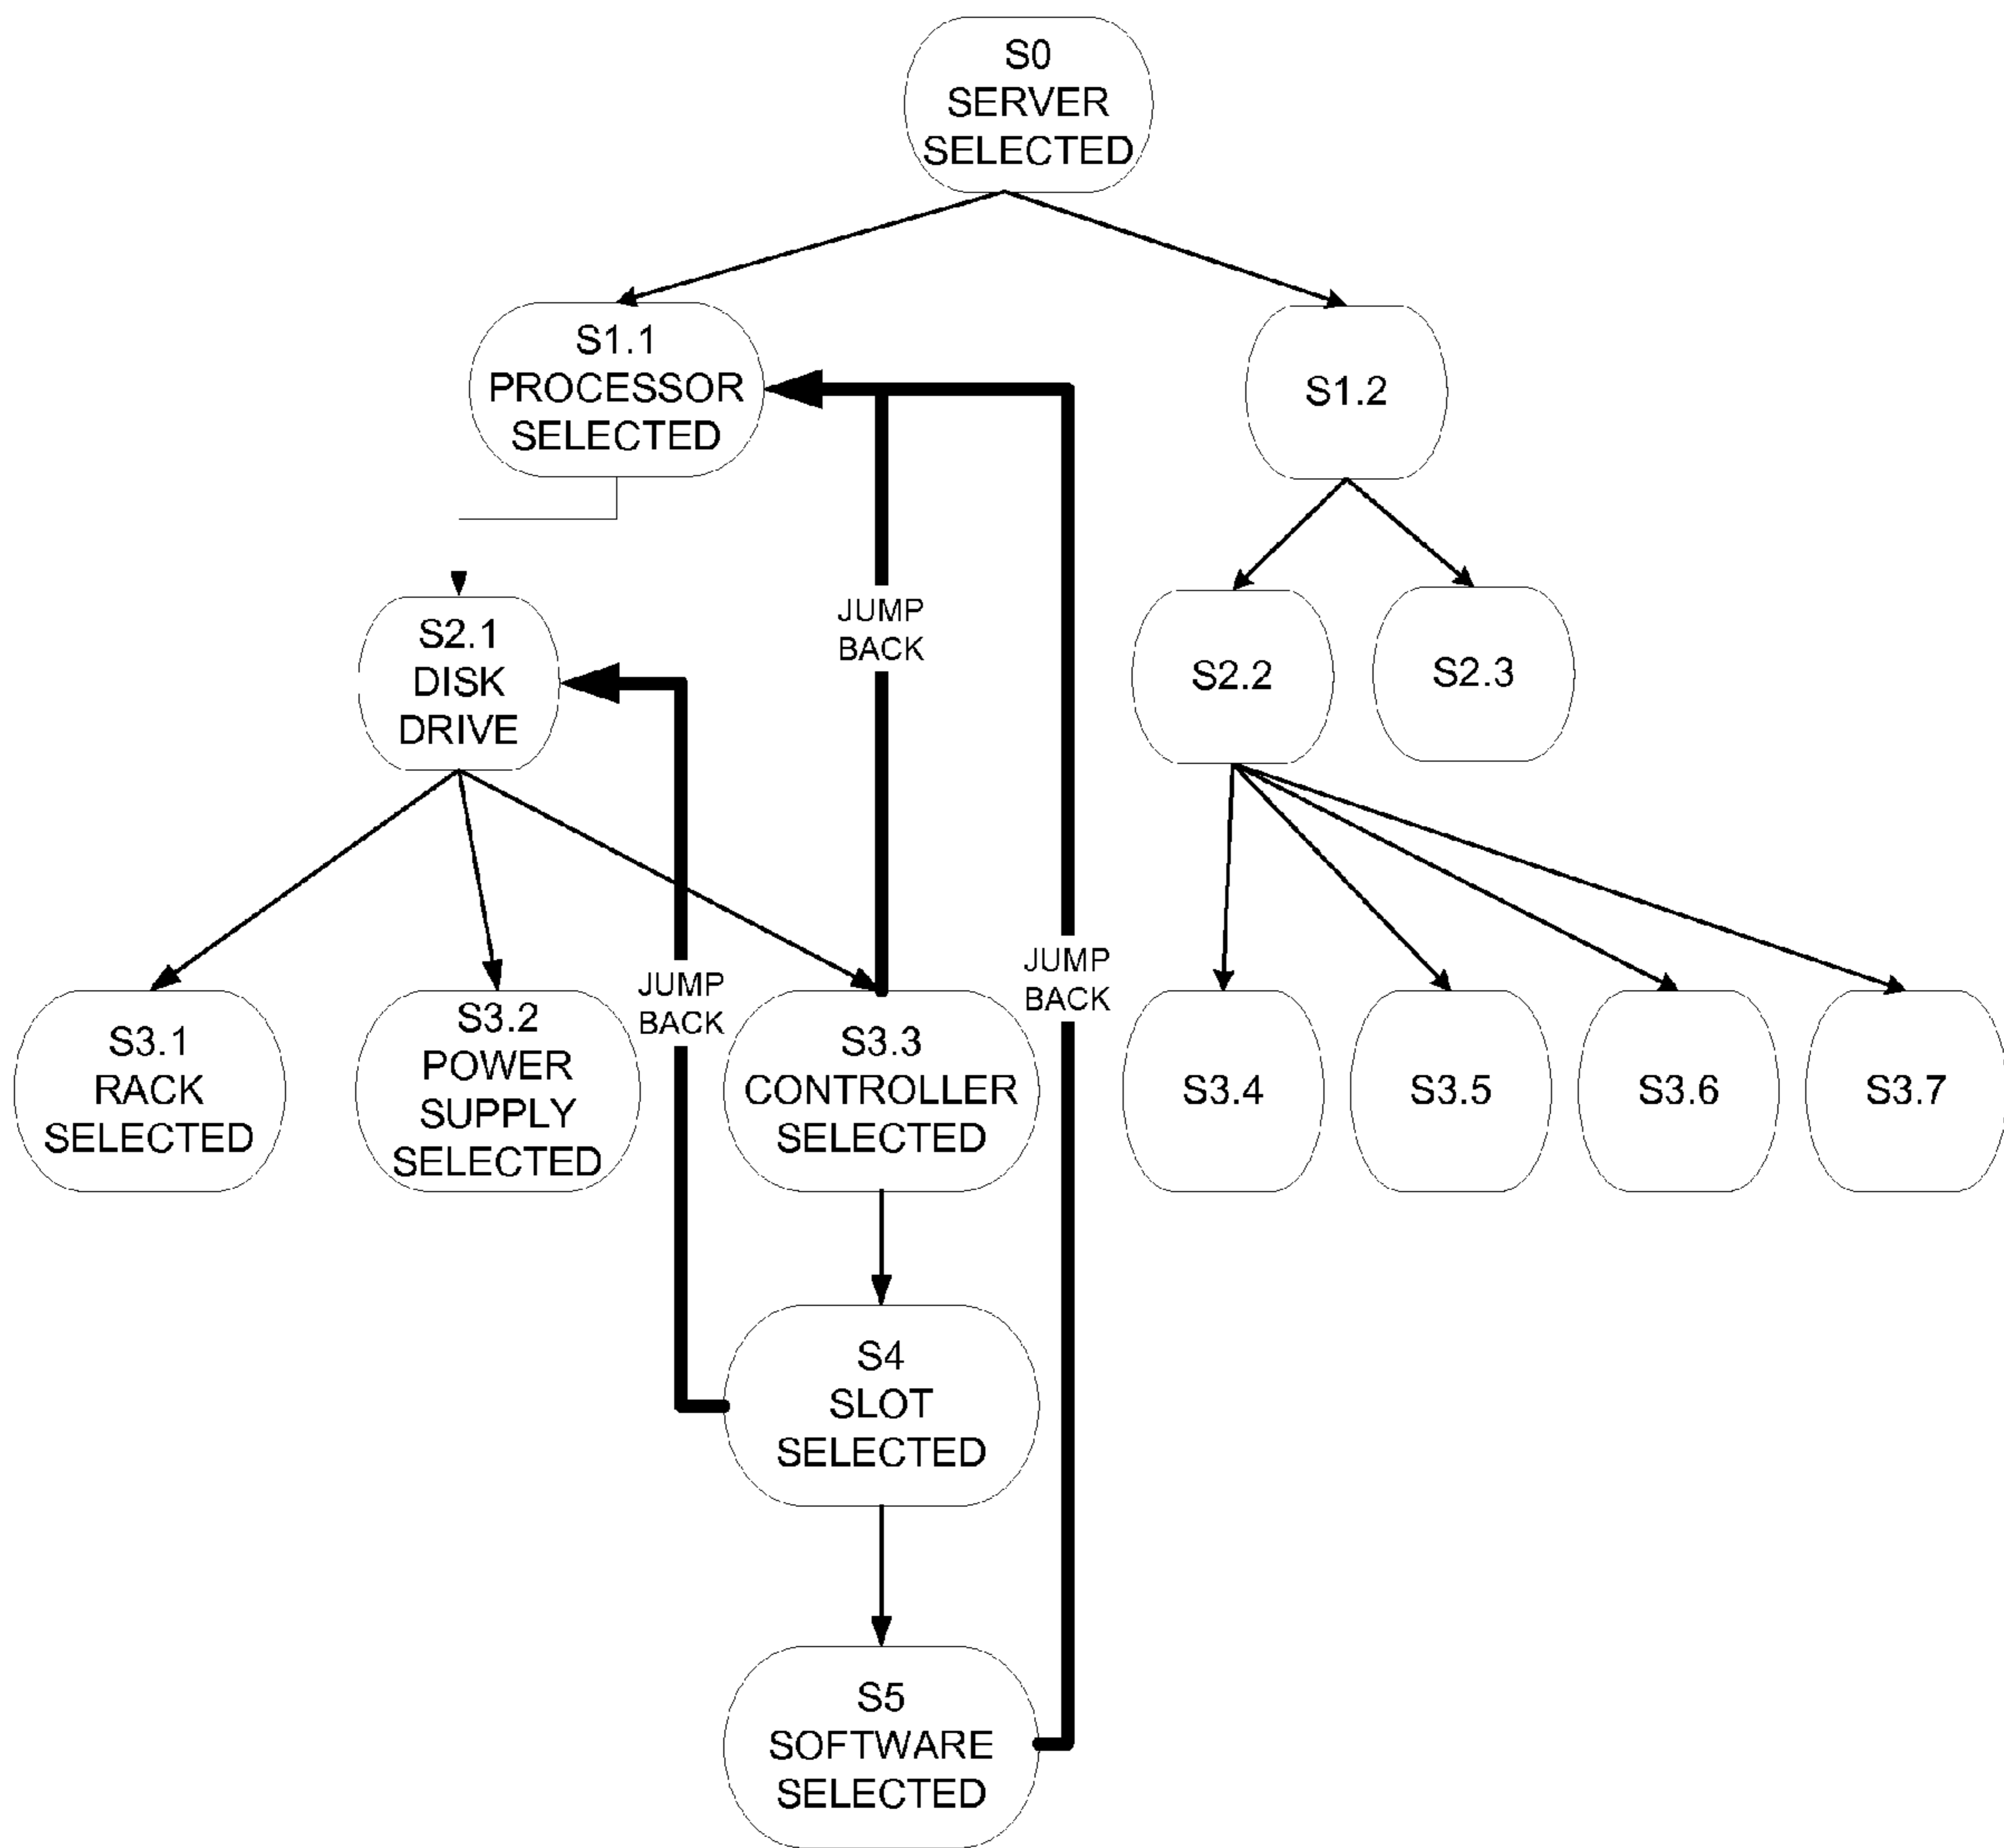 S0
SERVER
SELECTED
S1.1
PROCESSOR
SELECTED
S1.2
JUMP
BACK
S2.1
DISK
DRIVE
S2.2
S2.3
JUMP
BACK
JUMP
BACK
S3.1
RACK
SELECTED
S3.2
POWER
SUPPLY
SELECTED
S3.3
CONTROLLER
SELECTED
S3.4
S3.5
S3.6
S3.7
S4
SLOT
SELECTED
S5
SOFTWARE
SELECTED